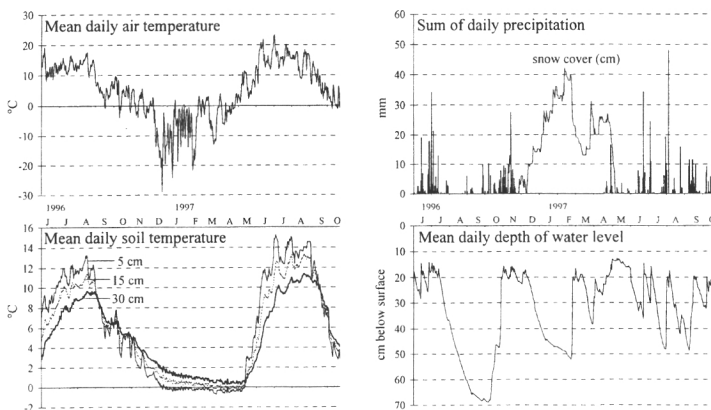 Mean daily air temperature
30
20
10
0
-10
-20
-30
°C
1996
1997
Sum of daily precipitation
snow cover (cm)
60
50
40
30
20
10
0
mm
1996
1997
J J A S O N D J F M A M J J A S O
Mean daily soil temperature
5 cm
15 cm
30 cm
16
14
12
10
8
6
4
2
0
-2
°C
J J A S O N D J F M A M J J A S O
Mean daily depth of water level
0
10
20
30
40
50
60
70
cm below surface